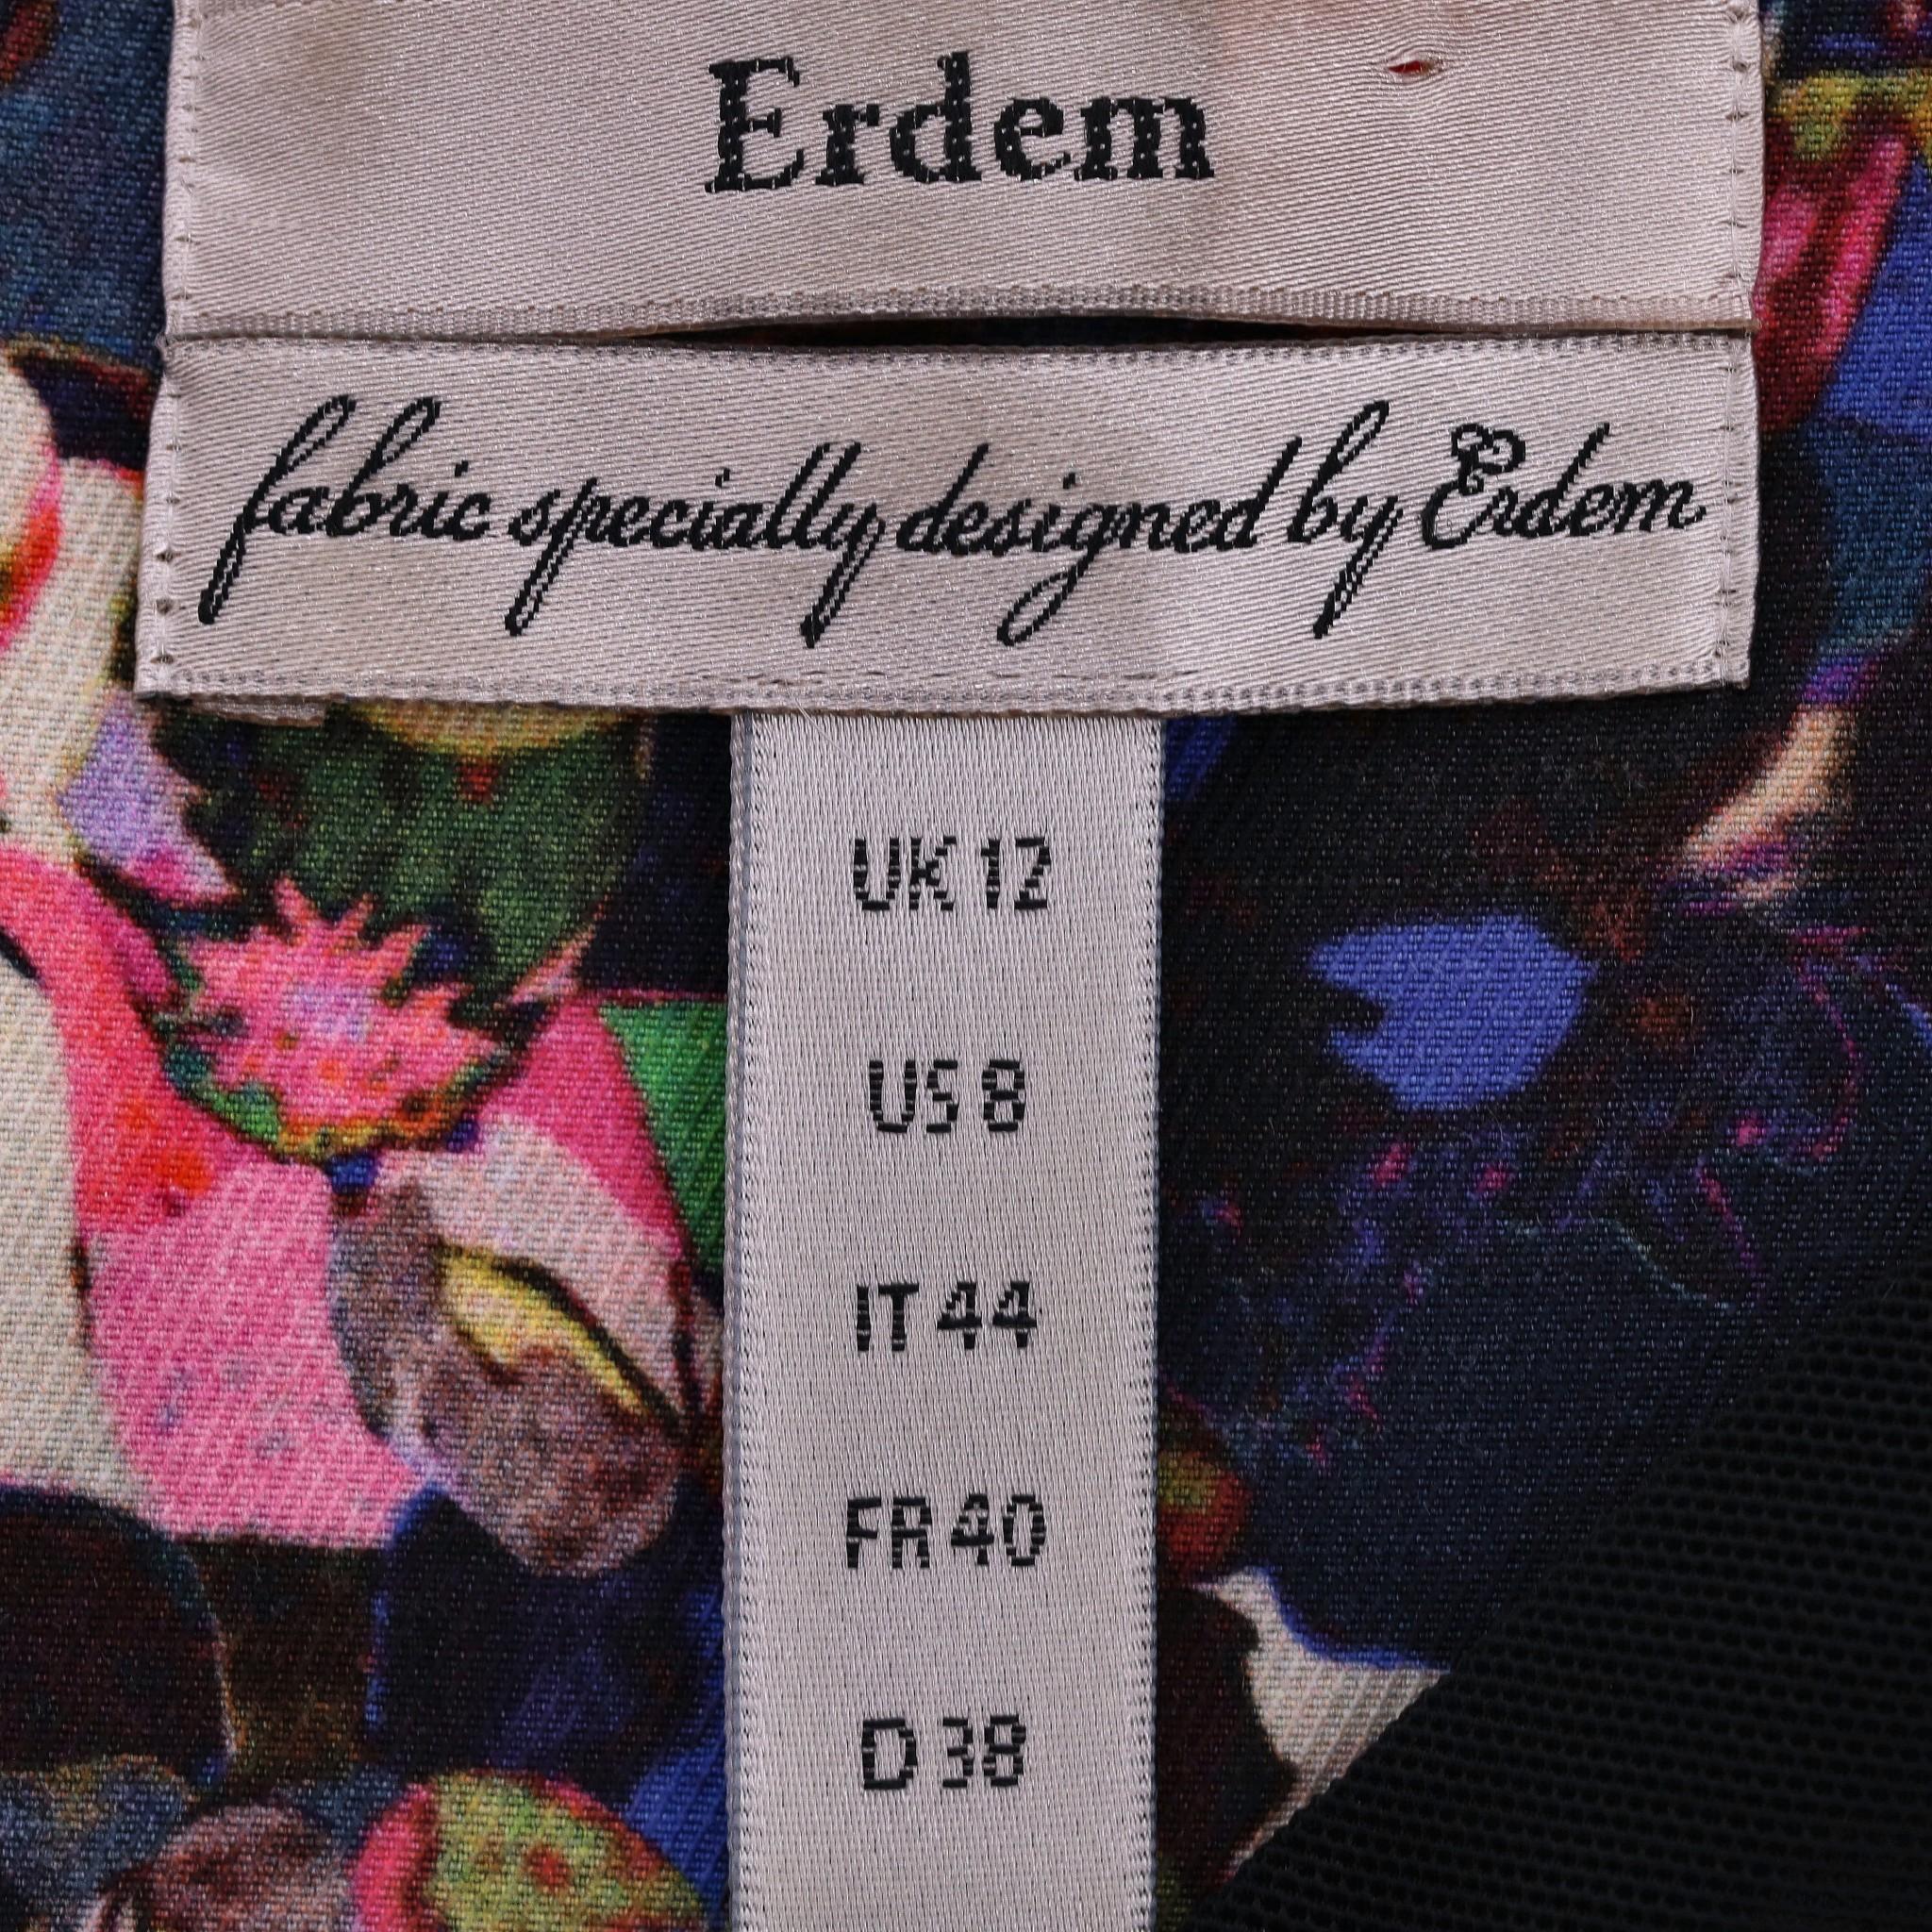 Erdem
fabric specially designed by Erdem
UK 12
US 8
IT 44
FR 40
D 38